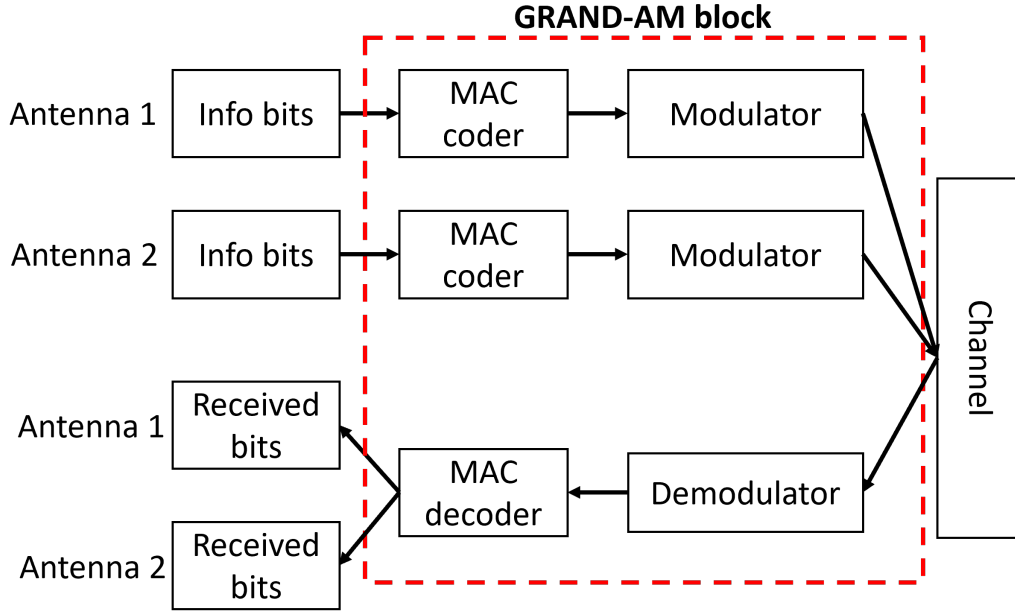 GRAND-AM block
Antenna 1
Info bits
MAC
coder
Modulator
Antenna 2
Info bits
MAC
coder
Modulator
Channel
Antenna 1
Received
bits
MAC
decoder
Demodulator
Antenna 2
Received
bits